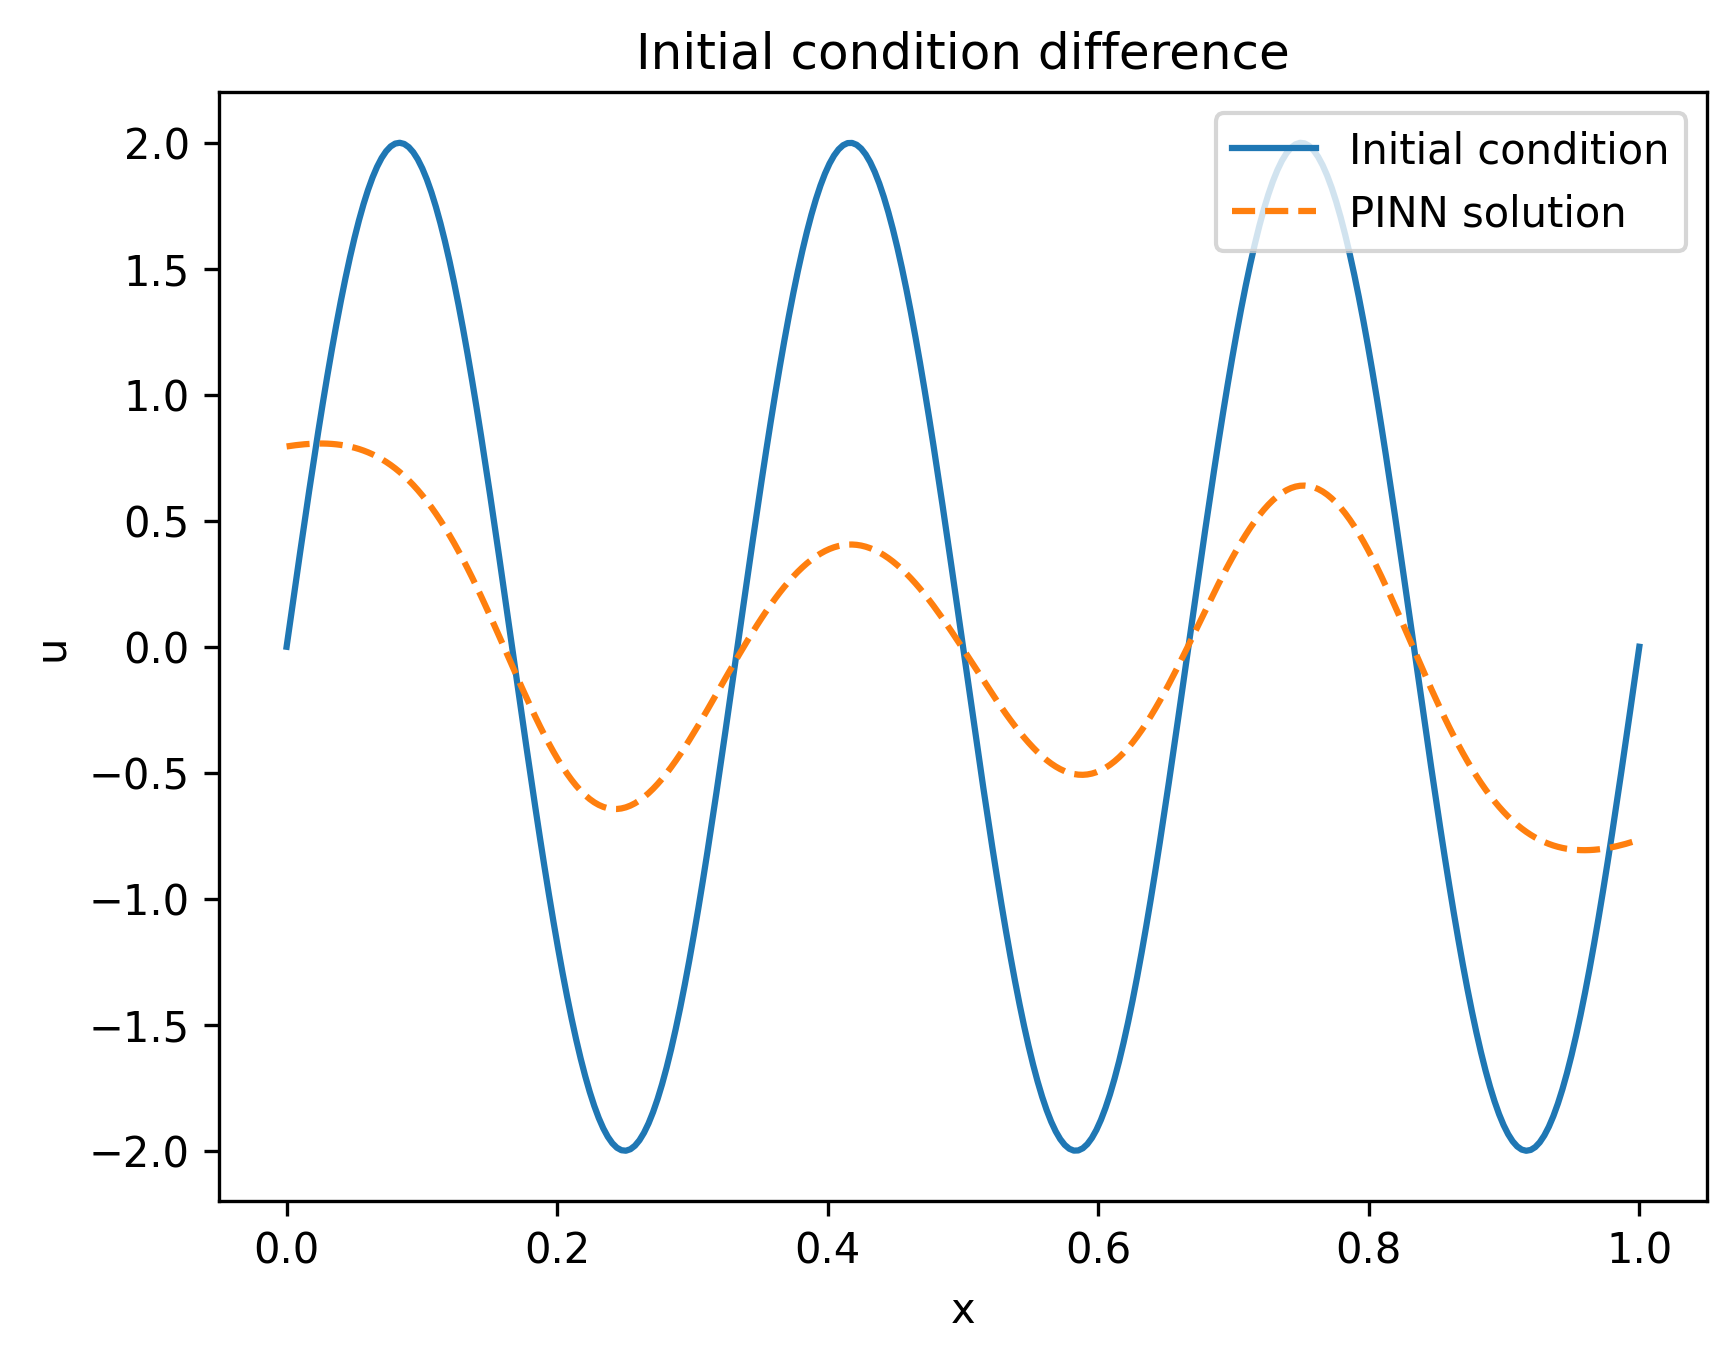 Initial condition difference
Initial condition
PINN solution
2.0
1.5
1.0
0.5
0.0
−0.5
−1.0
−1.5
−2.0
u
0.0 0.2 0.4 0.6 0.8 1.0
x